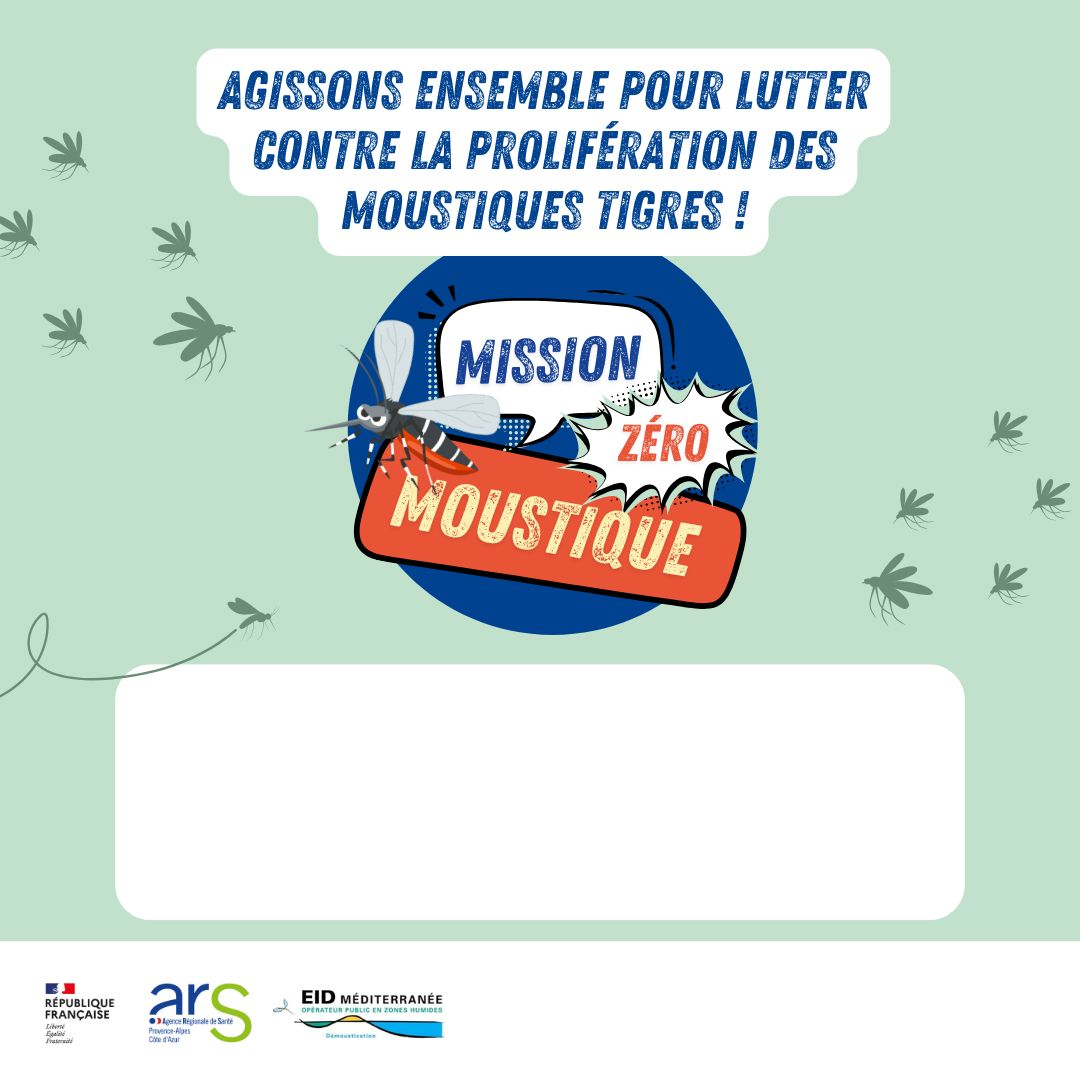 AGISSONS ENSEMBLE POUR LUTTER
CONTRE LA PROLIFÉRATION DES
MOUSTIQUES TIGRES !
MISSION
ZÉRO
MOUSTIQUE
RÉPUBLIQUE
FRANÇAISE
Liberté
Égalité
Fraternité
ars
Agence Régionale de Santé
Provence-Alpes
Côte d'Azur
EID MÉDITERRANÉE
OPÉRATEUR PUBLIC EN ZONES HUMIDES
Démoustication